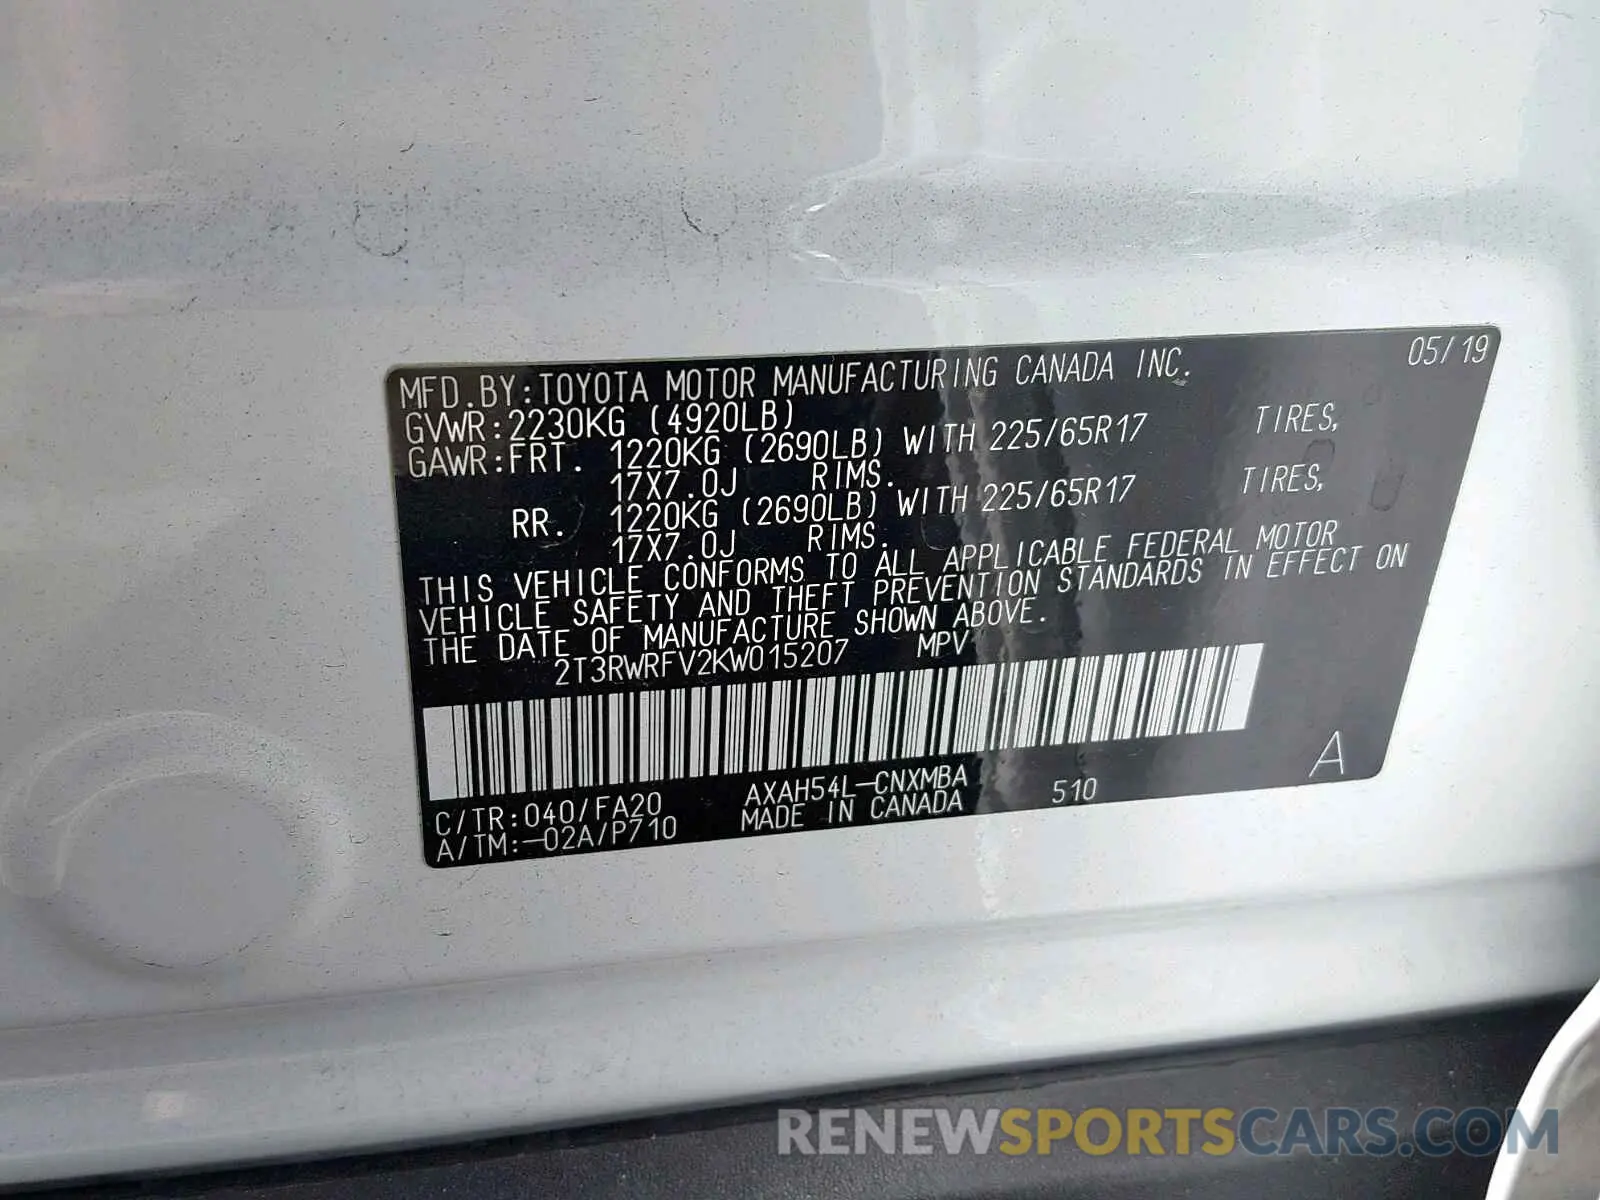 MFD.BY:TOYOTA MOTOR MANUFACTURING CANADA INC. 05/19
GVWR:2230KG (4920LB)
GAWR:FRT. 1220KG (2690LB) WITH 225/65R17 TIRES,
17X7.0J RIMS.
RR. 1220KG (2690LB) WITH 225/65R17 TIRES,
17X7.0J RIMS.
THIS VEHICLE CONFORMS TO ALL APPLICABLE FEDERAL MOTOR
VEHICLE SAFETY AND THEFT PREVENTION STANDARDS IN EFFECT ON
THE DATE OF MANUFACTURE SHOWN ABOVE.
2T3RWRFV2KW015207 MPV
C/TR:040/FA20 AXAH54L-CNXMBA 510 A
A/TM:-02A/P710 MADE IN CANADA
RENEWSPORTSCARS.COM